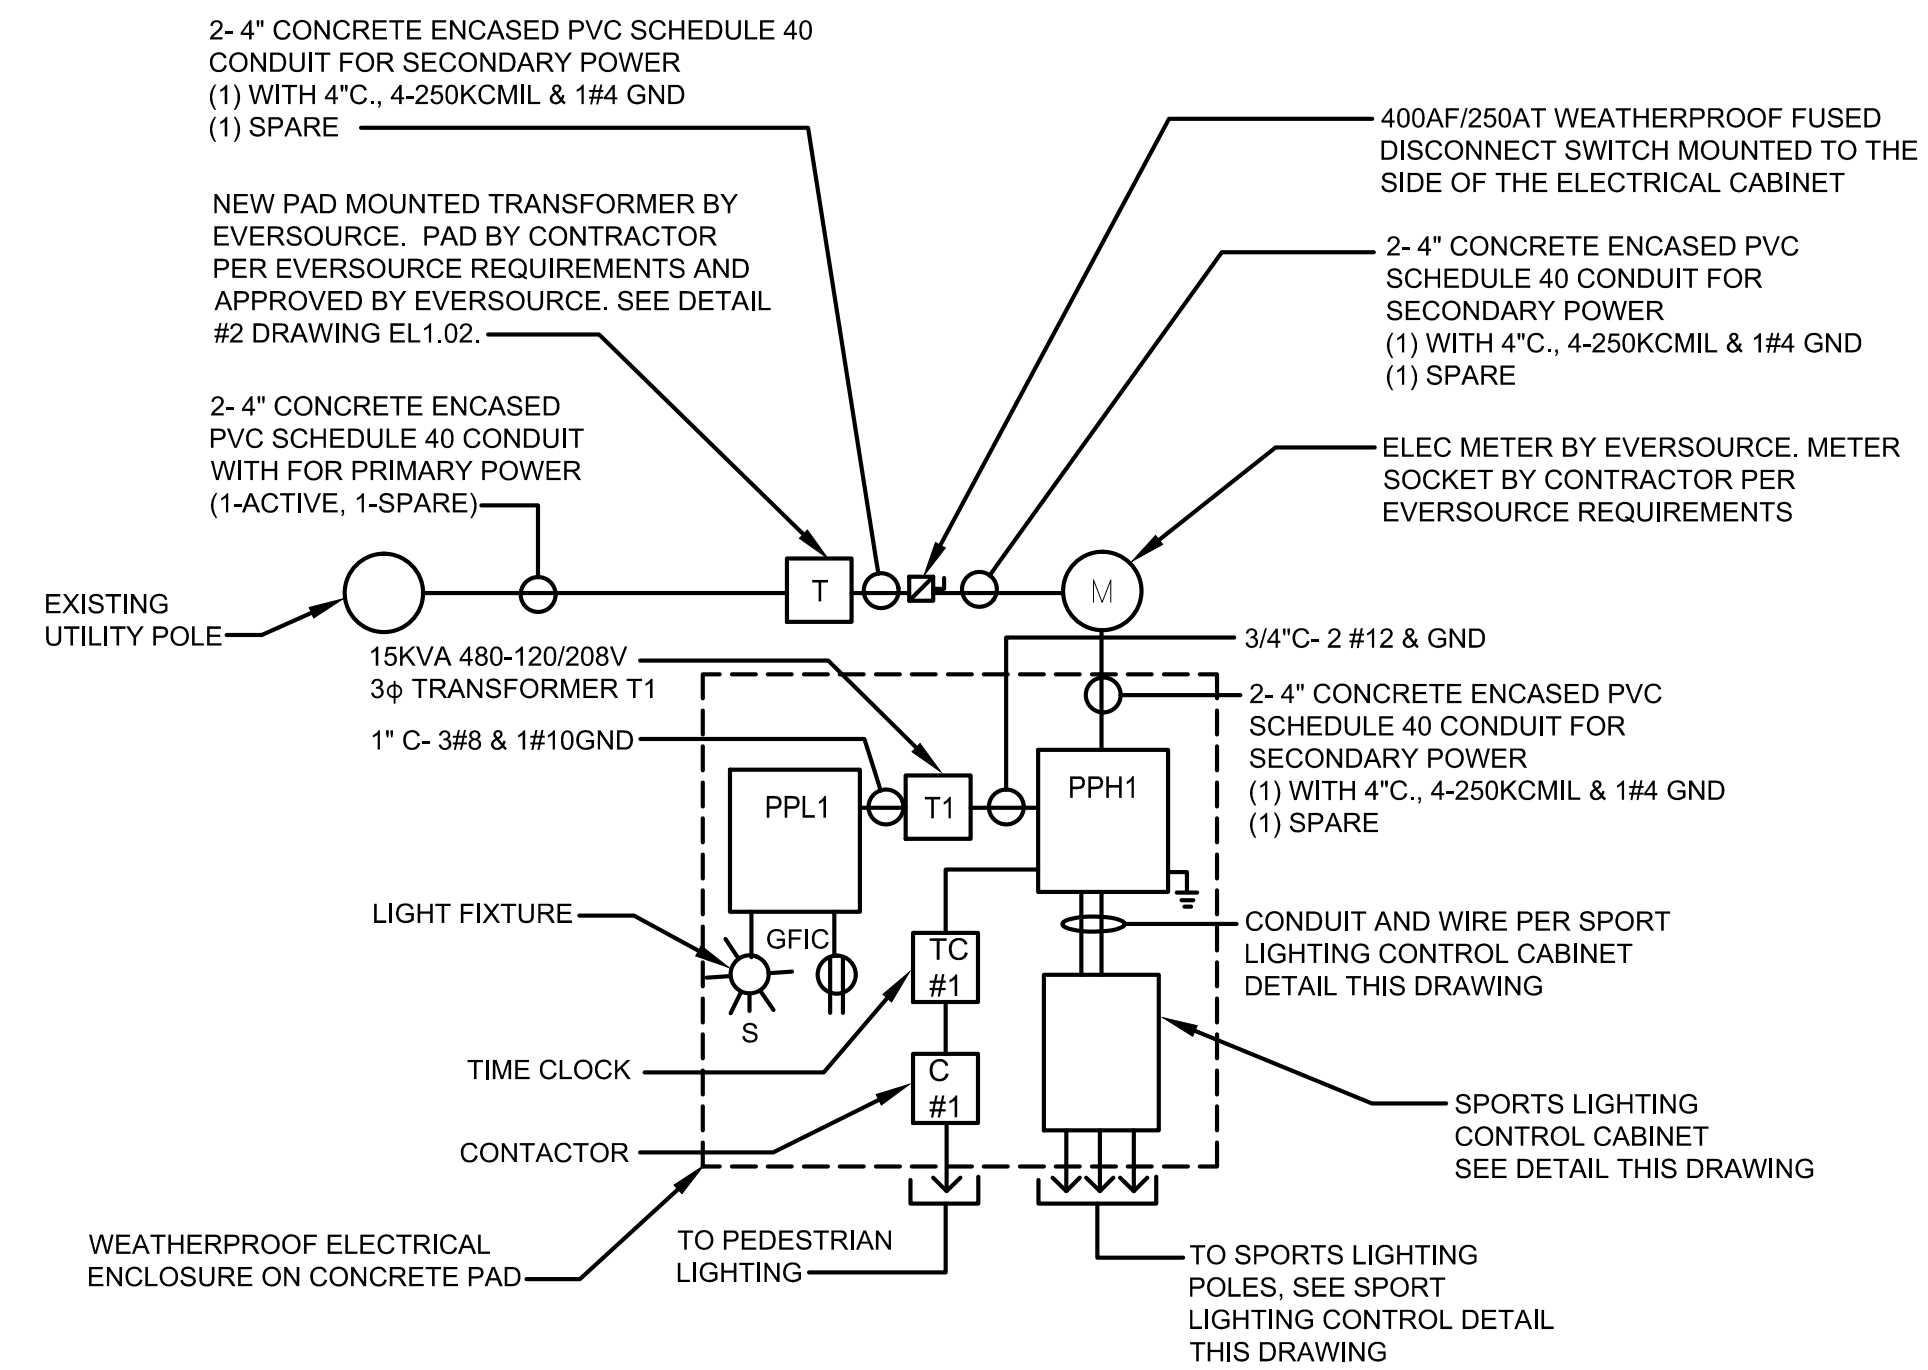 2- 4" CONCRETE ENCASED PVC SCHEDULE 40
CONDUIT FOR SECONDARY POWER
(1) WITH 4"C., 4-250KCMIL & 1#4 GND
(1) SPARE
400AF/250AT WEATHERPROOF FUSED
DISCONNECT SWITCH MOUNTED TO THE
SIDE OF THE ELECTRICAL CABINET
NEW PAD MOUNTED TRANSFORMER BY
EVERSOURCE. PAD BY CONTRACTOR
PER EVERSOURCE REQUIREMENTS AND
APPROVED BY EVERSOURCE. SEE DETAIL
#2 DRAWING EL1.02.
2- 4" CONCRETE ENCASED PVC
SCHEDULE 40 CONDUIT FOR
SECONDARY POWER
(1) WITH 4"C., 4-250KCMIL & 1#4 GND
(1) SPARE
2- 4" CONCRETE ENCASED
PVC SCHEDULE 40 CONDUIT
WITH FOR PRIMARY POWER
(1-ACTIVE, 1-SPARE)
ELEC METER BY EVERSOURCE. METER
SOCKET BY CONTRACTOR PER
EVERSOURCE REQUIREMENTS
T
M
EXISTING
UTILITY POLE
15KVA 480-120/208V
3ϕ TRANSFORMER T1
3/4"C- 2 #12 & GND
1" C- 3#8 & 1#10GND
2- 4" CONCRETE ENCASED PVC
SCHEDULE 40 CONDUIT FOR
SECONDARY POWER
(1) WITH 4"C., 4-250KCMIL & 1#4 GND
(1) SPARE
PPL1
T1
PPH1
LIGHT FIXTURE
GFIC
S
TC
#1
CONDUIT AND WIRE PER SPORT
LIGHTING CONTROL CABINET
DETAIL THIS DRAWING
TIME CLOCK
C
#1
CONTACTOR
SPORTS LIGHTING
CONTROL CABINET
SEE DETAIL THIS DRAWING
WEATHERPROOF ELECTRICAL
ENCLOSURE ON CONCRETE PAD
TO PEDESTRIAN
LIGHTING
TO SPORTS LIGHTING
POLES, SEE SPORT
LIGHTING CONTROL DETAIL
THIS DRAWING